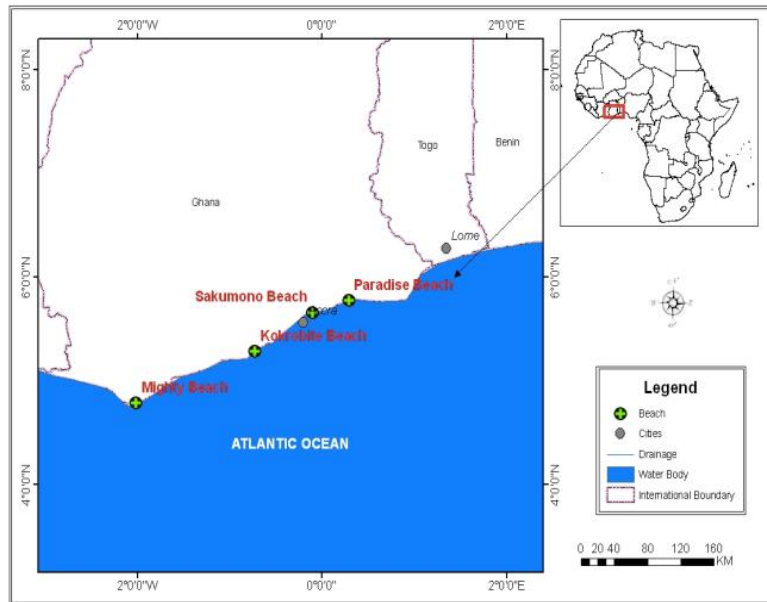 2°0'0"W
0°0'0"
2°0'0"E
8°0'0"N
8°0'0"N
Togo
Benin
Ghana
Lome
6°0'0"N
6°0'0"N
Paradise Beach
Sakumono Beach
Kokrobite Beach
Mighty Beach
ATLANTIC OCEAN
4°0'0"N
4°0'0"N
2°0'0"W
0°0'0"
2°0'0"E
Legend
Beach
Cities
Drainage
Water Body
International Boundary
0 20 40 80 120 160
KM